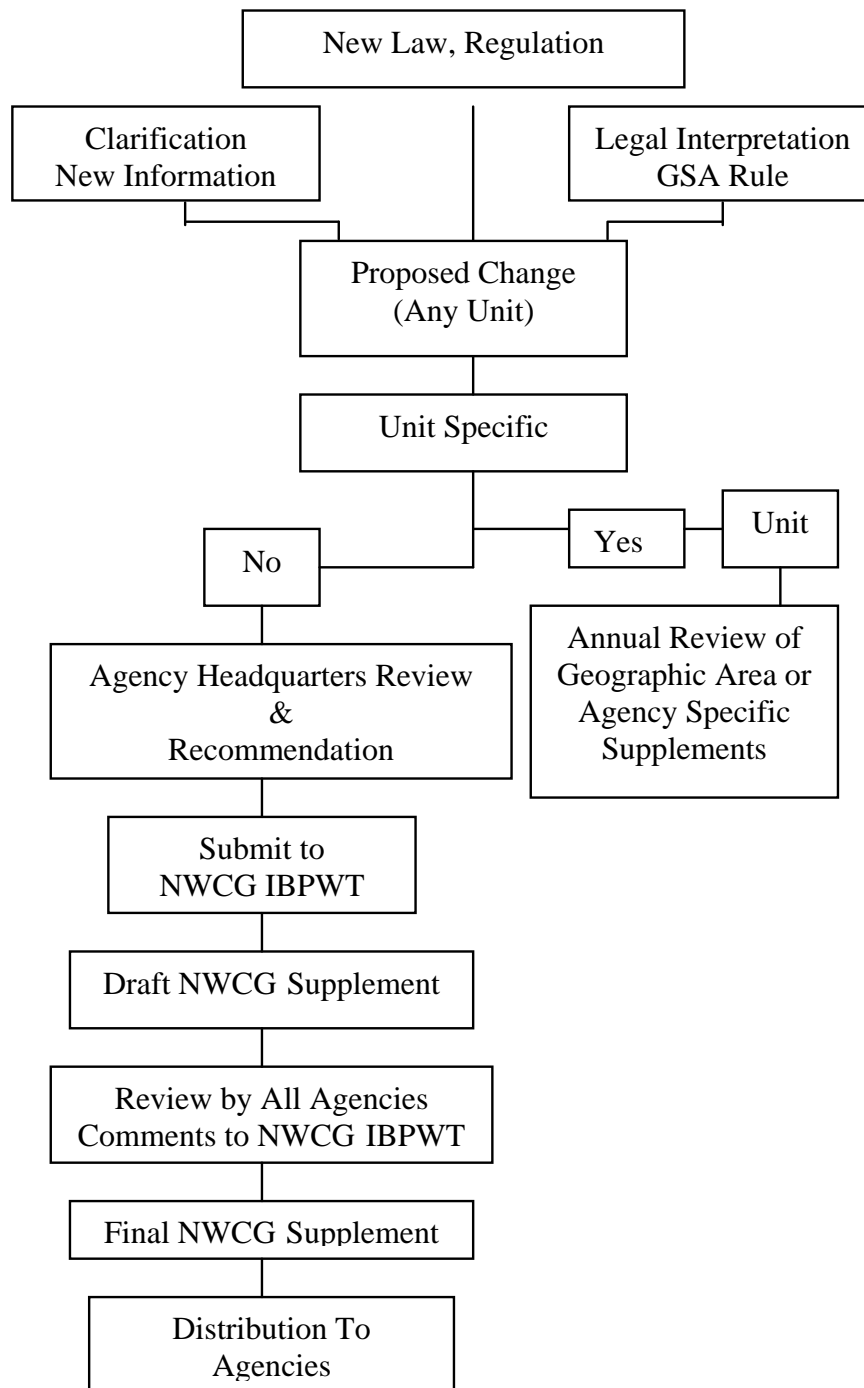 New Law, Regulation
Clarification
New Information
Legal Interpretation
GSA Rule
Proposed Change
(Any Unit)
Unit Specific
No
Yes
Unit
Agency Headquarters Review
&
Recommendation
Annual Review of
Geographic Area or
Agency Specific
Supplements
Submit to
NWCG IBPWT
Draft NWCG Supplement
Review by All Agencies
Comments to NWCG IBPWT
Final NWCG Supplement
Distribution To
Agencies